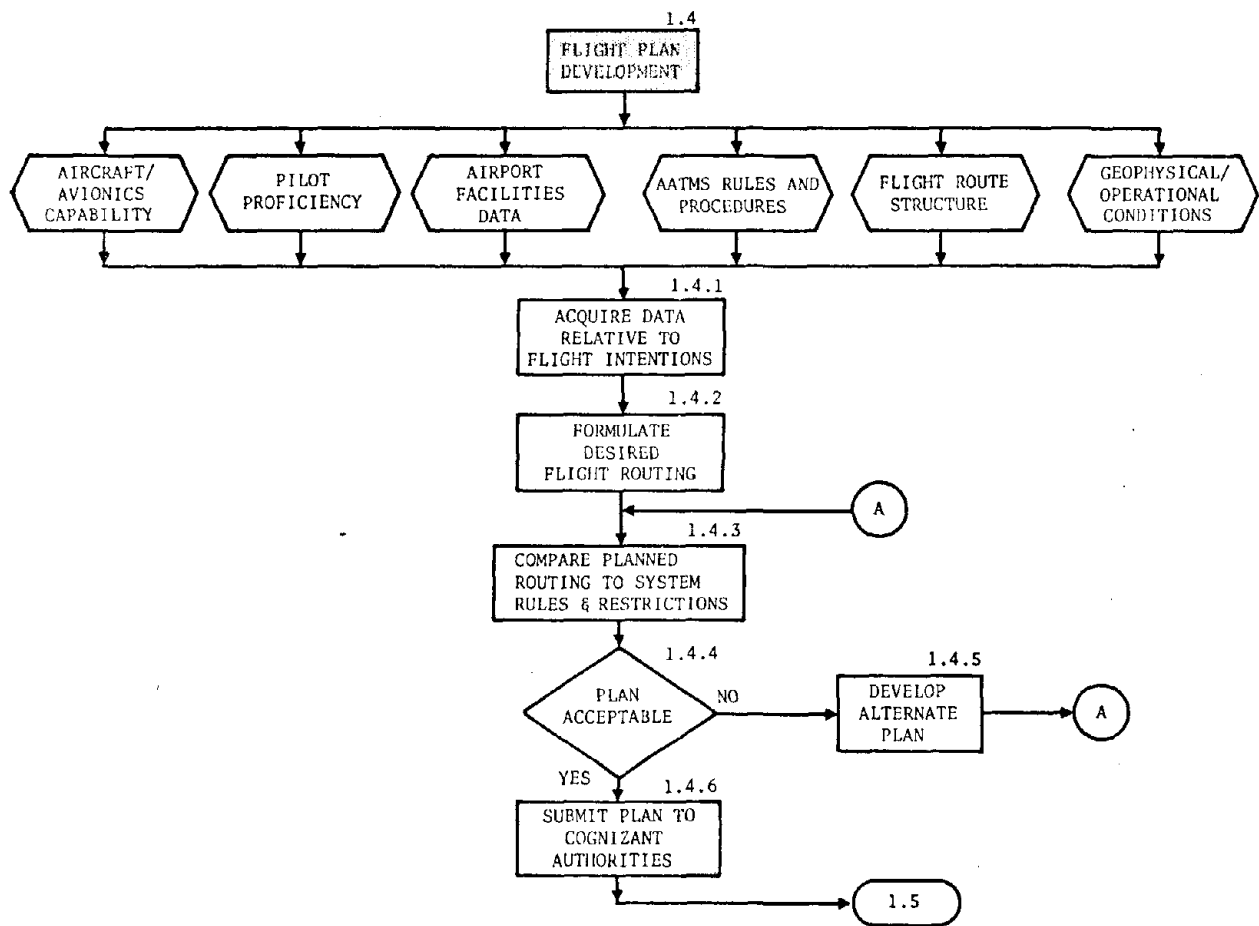 1.4
FLIGHT PLAN
DEVELOPMENT
AIRCRAFT/
AVIONICS
CAPABILITY
PILOT
PROFICIENCY
AIRPORT
FACILITIES
DATA
AATMS RULES AND
PROCEDURES
FLIGHT ROUTE
STRUCTURE
GEOPHYSICAL/
OPERATIONAL
CONDITIONS
1.4.1
ACQUIRE DATA
RELATIVE TO
FLIGHT INTENTIONS
1.4.2
FORMULATE
DESIRED
FLIGHT ROUTING
A
1.4.3
COMPARE PLANNED
ROUTING TO SYSTEM
RULES & RESTRICTIONS
1.4.4
PLAN
ACCEPTABLE
NO
1.4.5
DEVELOP
ALTERNATE
PLAN
A
YES
1.4.6
SUBMIT PLAN TO
COGNIZANT
AUTHORITIES
1.5